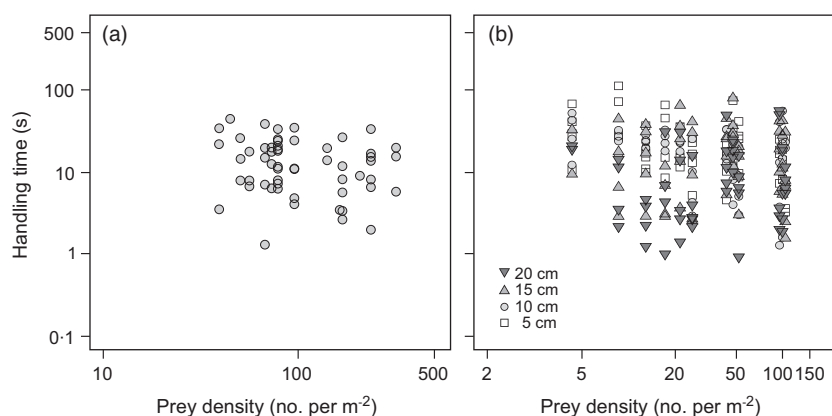 (a)
(b)
Handling time (s)
500
100
10
1
0·1
10
100
500
Prey density (no. per m-2)
20 cm
15 cm
10 cm
5 cm
2
5
20
50
100
150
Prey density (no. per m-2)